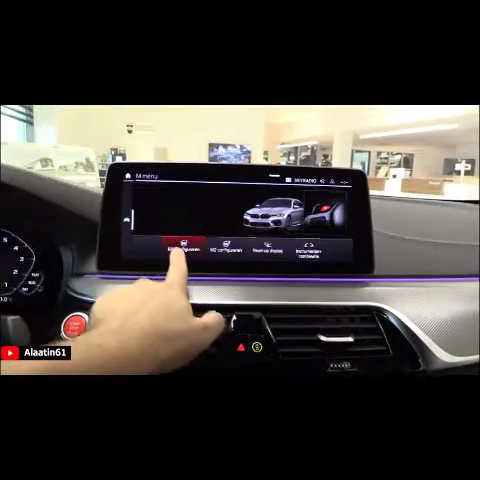 M menu
SKYRADIO
M2 configureren
Head-up display
Instrumenten-
combinatie
Alaatin61